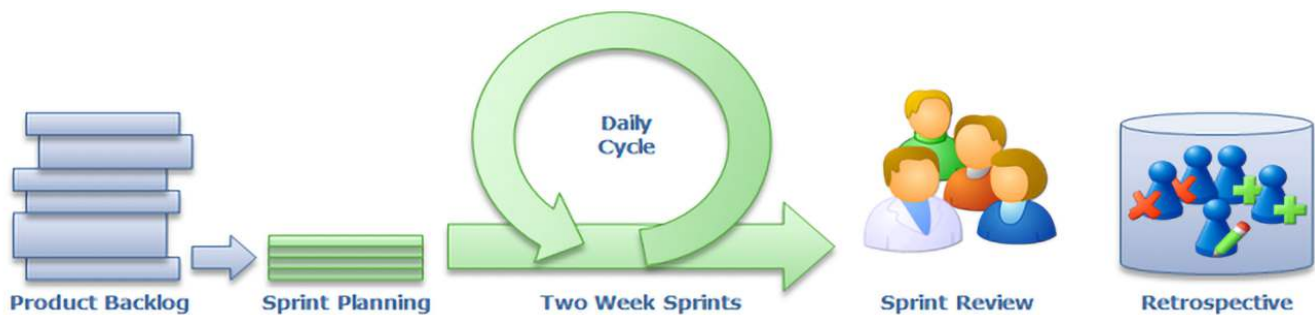 Daily
Cycle
Product Backlog
Sprint Planning
Two Week Sprints
Sprint Review
Retrospective